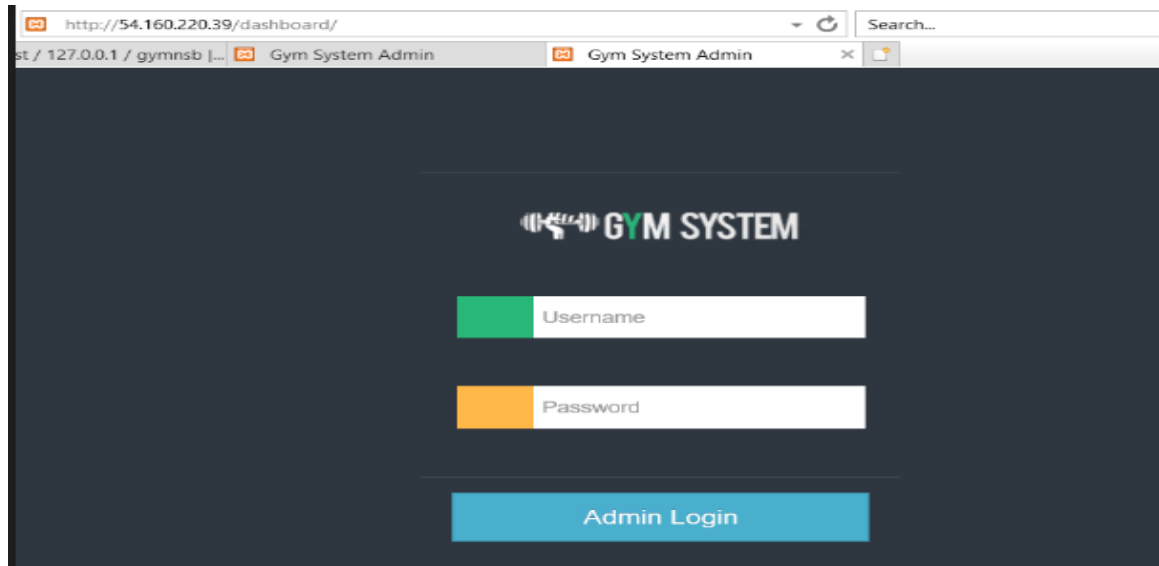 http://54.160.220.39/dashboard/ Search...
st / 127.0.0.1 / gymnsb |... Gym System Admin Gym System Admin
GYM SYSTEM
Username
Password
Admin Login